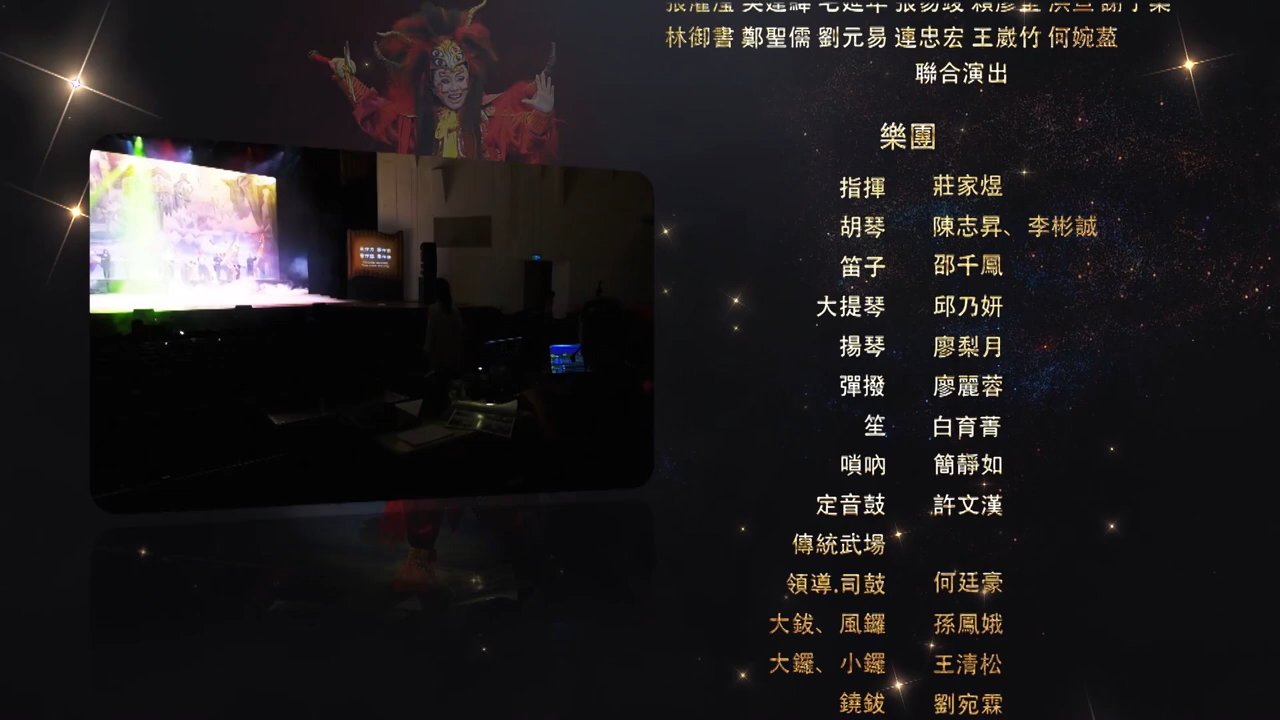 林御書 鄭聖儒 劉元易 連忠宏 王崴竹 何婉蓋
聯合演出
樂團
指揮 莊家煜
胡琴 陳志昇、李彬誠
笛子 邵千鳳
大提琴 邱乃妍
揚琴 廖梨月
彈撥 廖麗蓉
笙 白育菁
嗩吶 簡靜如
定音鼓 許文漢
傳統武場
領導.司鼓 何廷豪
大鈸、風鑼 孫鳳娥
大鑼、小鑼 王清松
鐃鈸 劉宛霖